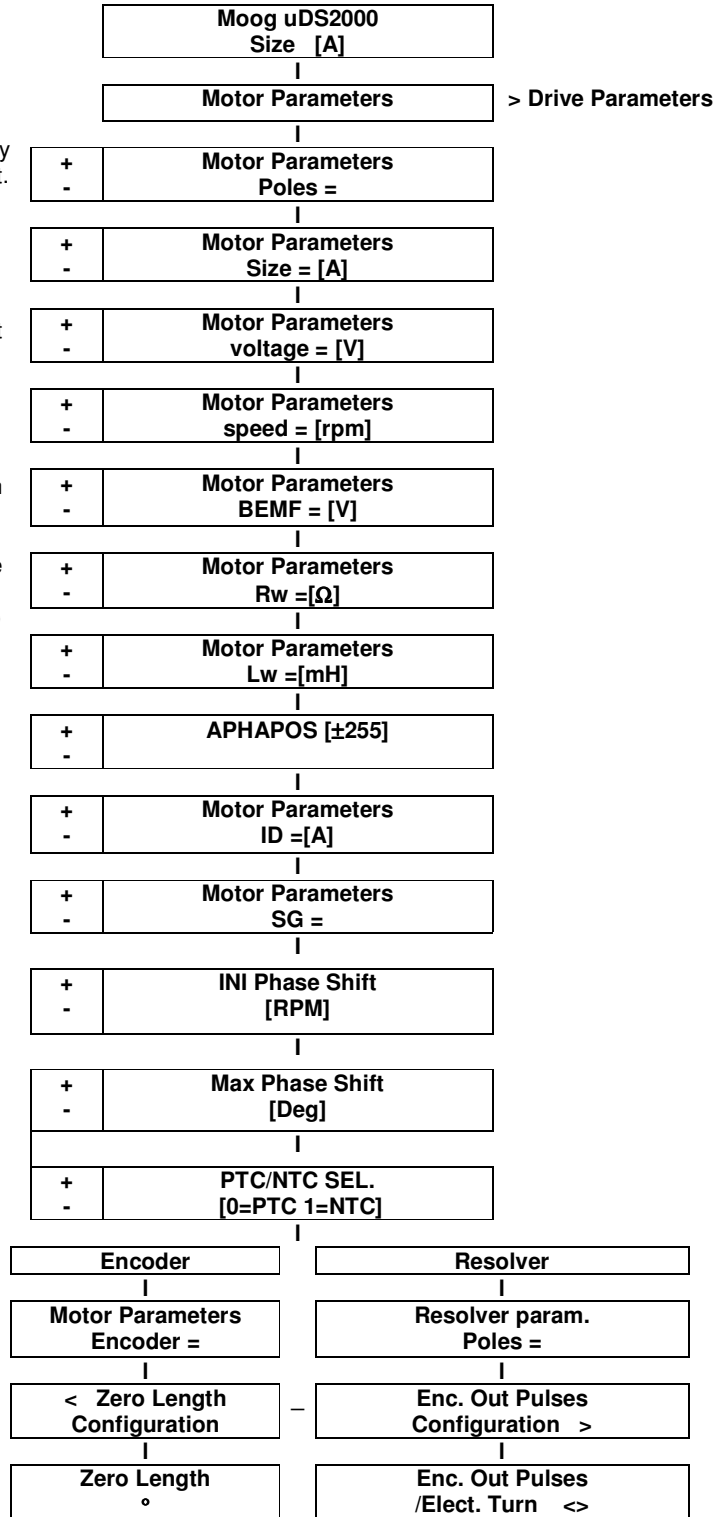 Moog uDS2000
Size [A]
I
Motor Parameters > Drive Parameters
I
y
t.
+ Motor Parameters
- Poles =
I
+ Motor Parameters
- Size = [A]
I
t
+ Motor Parameters
- voltage = [V]
I
+ Motor Parameters
- speed = [rpm]
I
+ Motor Parameters
- BEMF = [V]
I
+ Motor Parameters
- Rw =[Ω]
I
+ Motor Parameters
- Lw =[mH]
I
+ APHAPOS [±255]
-
I
+ Motor Parameters
- ID =[A]
I
+ Motor Parameters
- SG =
I
+ INI Phase Shift
- [RPM]
I
+ Max Phase Shift
- [Deg]
I
+ PTC/NTC SEL.
- [0=PTC 1=NTC]
I
Encoder Resolver
I I
Motor Parameters Resolver param.
Encoder = Poles =
I I
< Zero Length _ Enc. Out Pulses
Configuration Configuration >
I I
Zero Length Enc. Out Pulses
° /Elect. Turn <>